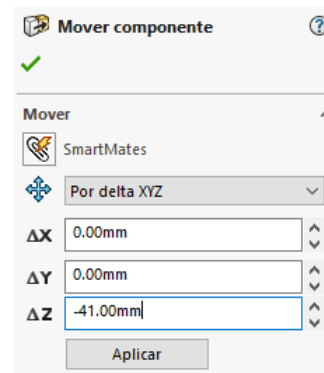 Mover componente
Mover
SmartMates
Por delta XYZ
ΔX 0.00mm
ΔY 0.00mm
ΔZ -41.00mm
Aplicar